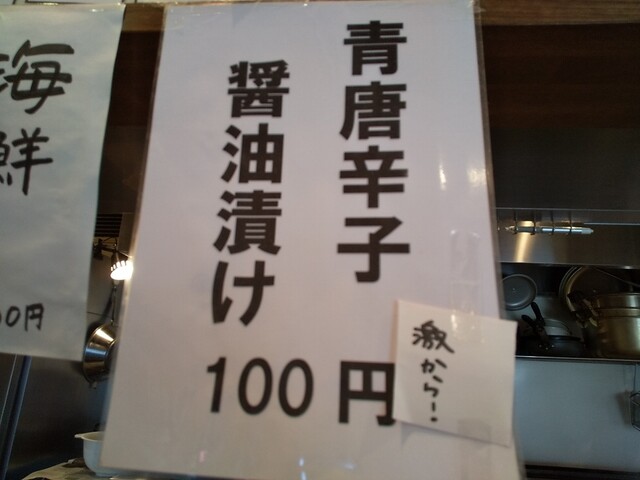 青唐辛子
醤油漬け
100円
激から!
海鮮
00円